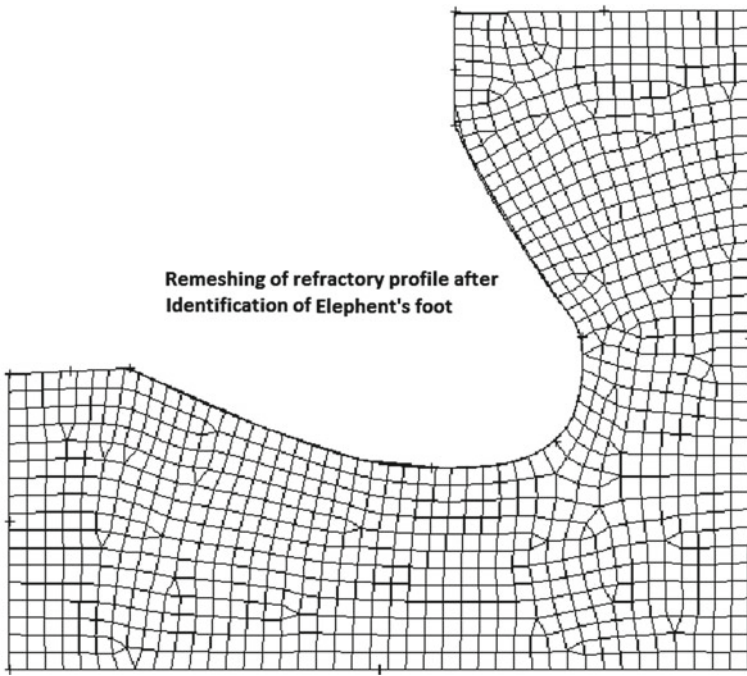 Remeshing of refractory profile after
Identification of Elephent's foot